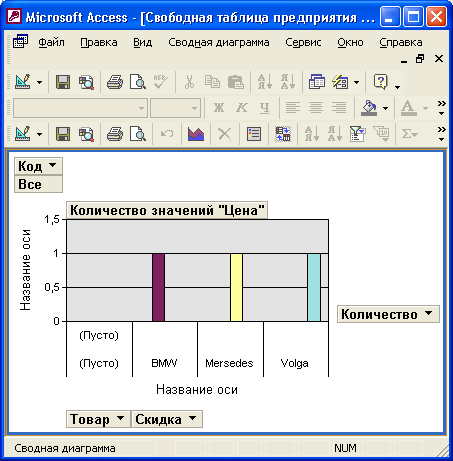 Microsoft Access - [Свободная таблица предприятия ...
Файл Правка Вид Сводная диаграмма Сервис Окно Справка
Ж К Ч A
Код
Все
Количество значений "Цена"
1,5
1
0,5
0
Название оси
(Пусто)
(Пусто) BMW Mersedes Volga
Название оси
Количество
Товар Скидка
Сводная диаграмма NUM